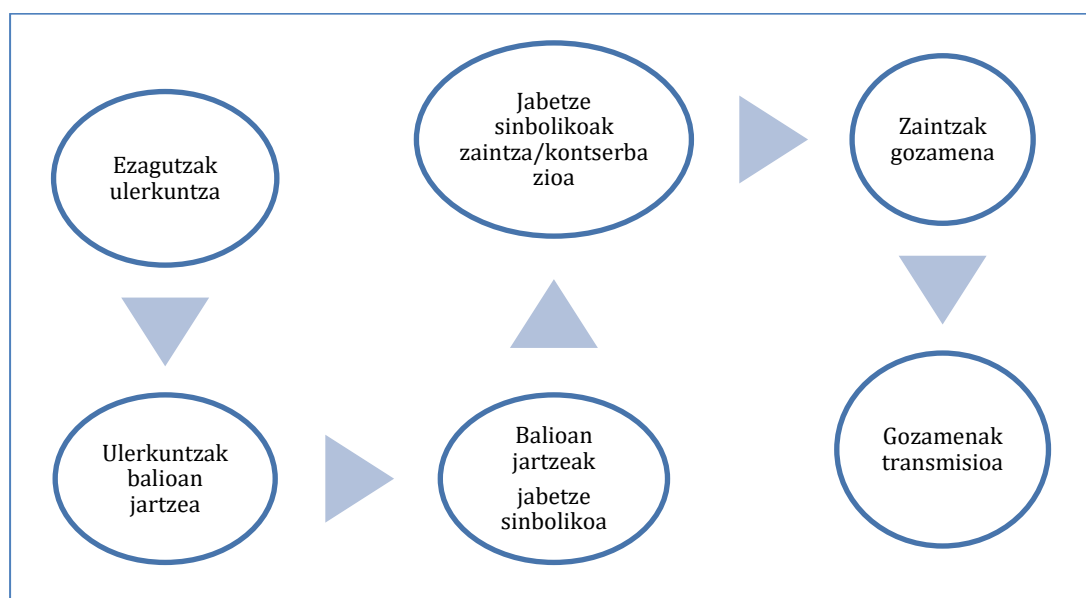 Ezagutzak
ulerkuntza
Ulerkuntzak
balioan
jartzea
Balioan
jartzeak
jabetze
sinbolikoa
Jabetze
sinbolikoak
zaintza/kontserba
zioa
Zaintzak
gozamena
Gozamenak
transmisioa